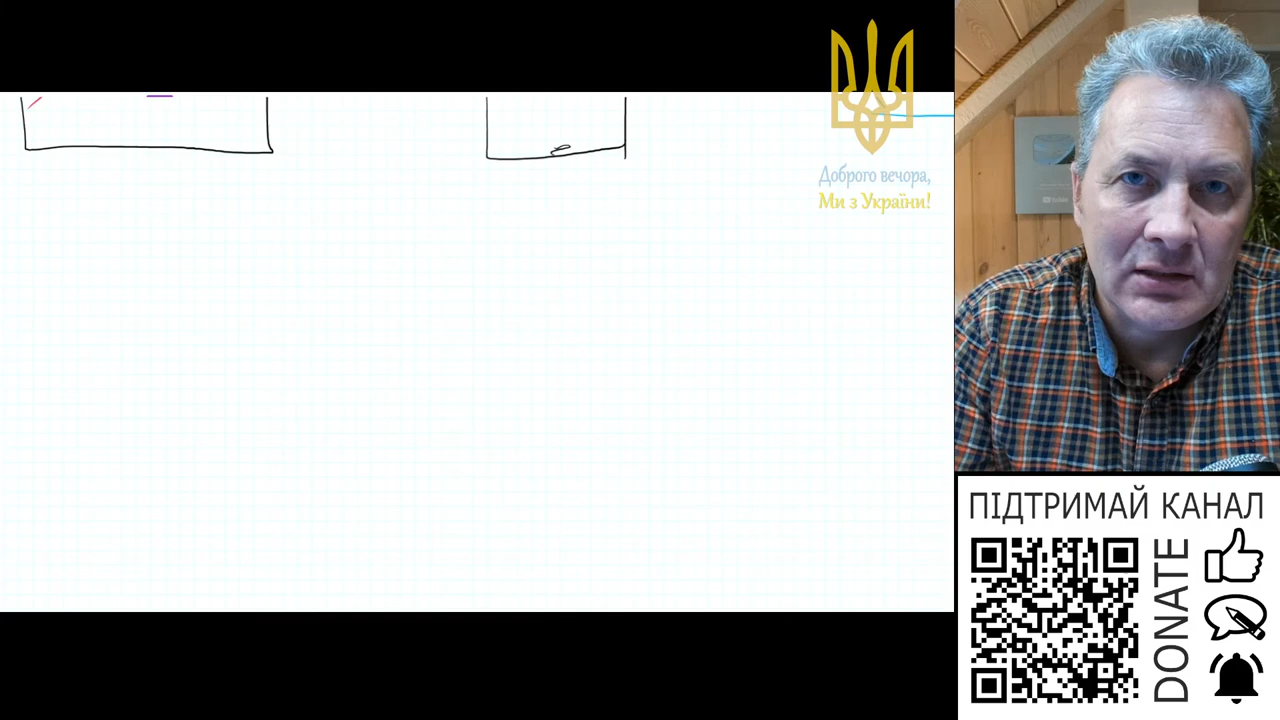 Доброго вечора,
Ми з України!
ПІДТРИМАЙ КАНАЛ
DONATE